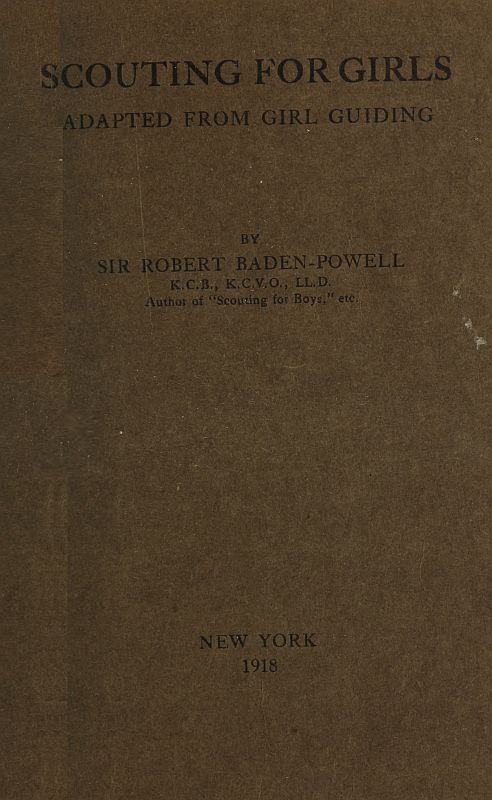 SCOUTING FOR GIRLS
ADAPTED FROM GIRL GUIDING
BY
SIR ROBERT BADEN-POWELL
K.C.B., K.C.V.O., LL.D.
Author of "Scouting for Boys," etc.
NEW YORK
1918